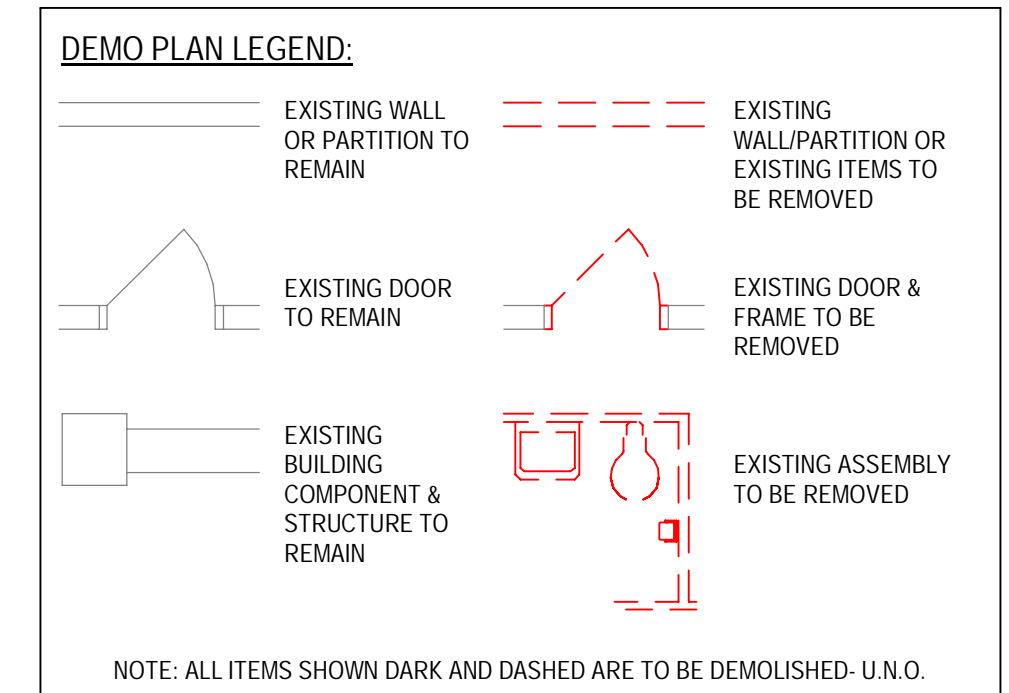 DEMO PLAN LEGEND:
EXISTING WALL
OR PARTITION TO
REMAIN
EXISTING
WALL/PARTITION OR
EXISTING ITEMS TO
BE REMOVED
EXISTING DOOR
TO REMAIN
EXISTING DOOR &
FRAME TO BE
REMOVED
EXISTING
BUILDING
COMPONENT &
STRUCTURE TO
REMAIN
EXISTING ASSEMBLY
TO BE REMOVED
NOTE: ALL ITEMS SHOWN DARK AND DASHED ARE TO BE DEMOLISHED- U.N.O.